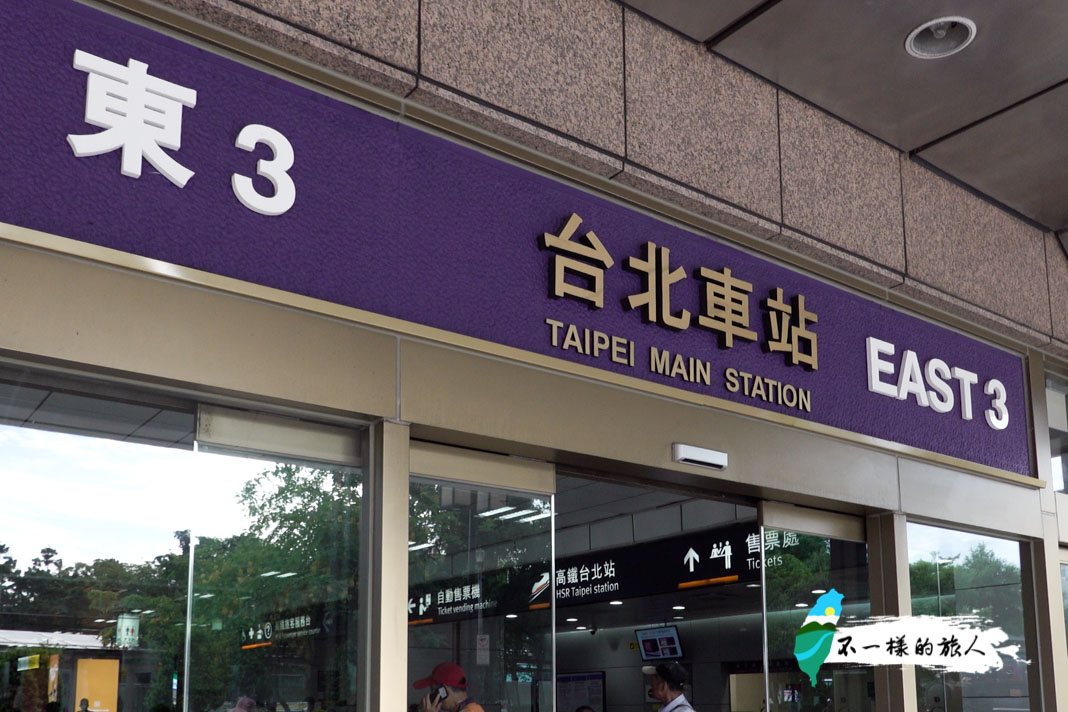 東3
台北車站
TAIPEI MAIN STATION
EAST 3
自動售票機
Ticket vending machine
高鐵台北站
HSR Taipei station
售票處
Tickets
不一樣的旅人